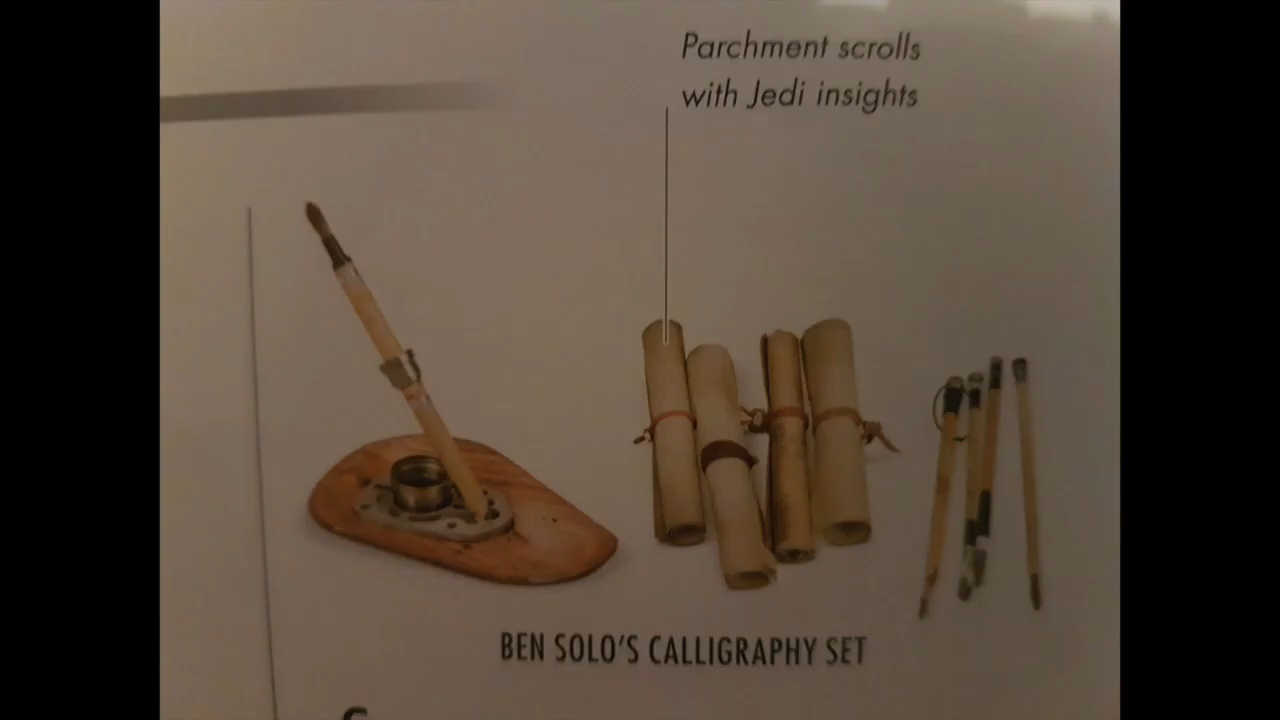 Parchment scrolls
with Jedi insights
BEN SOLO'S CALLIGRAPHY SET